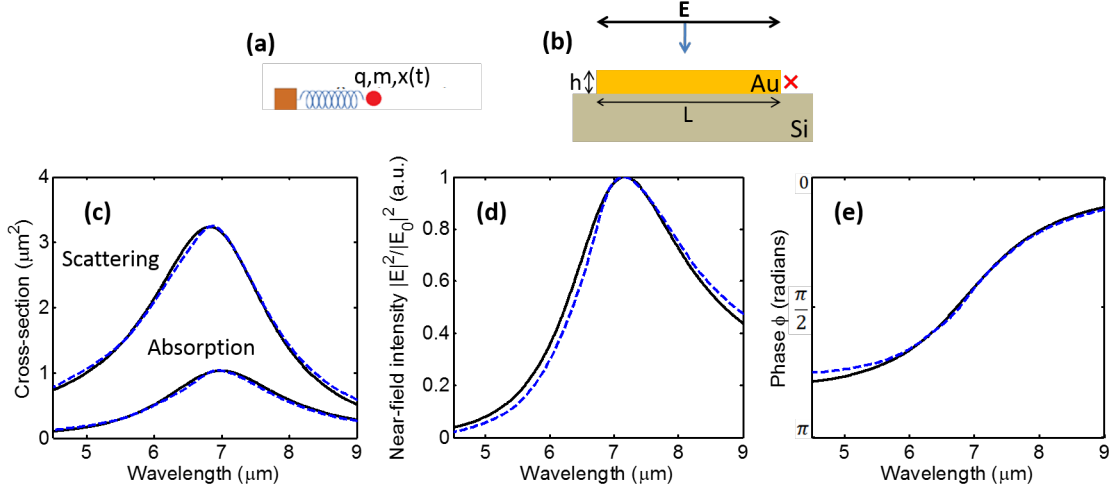 (a)
q,m,x(t)
(b)
E
h
Au
L
Si
(c)
Scattering
Absorption
Cross-section (μm²)
4
3
2
1
0
5 6 7 8 9
Wavelength (μm)
(d)
Near-field intensity |E|²/|E₀|² (a.u.)
1
0.8
0.6
0.4
0.2
0
5 6 7 8 9
Wavelength (μm)
(e)
Phase ϕ (radians)
0
π/2
π
4 5 6 7 8 9
Wavelength (μm)